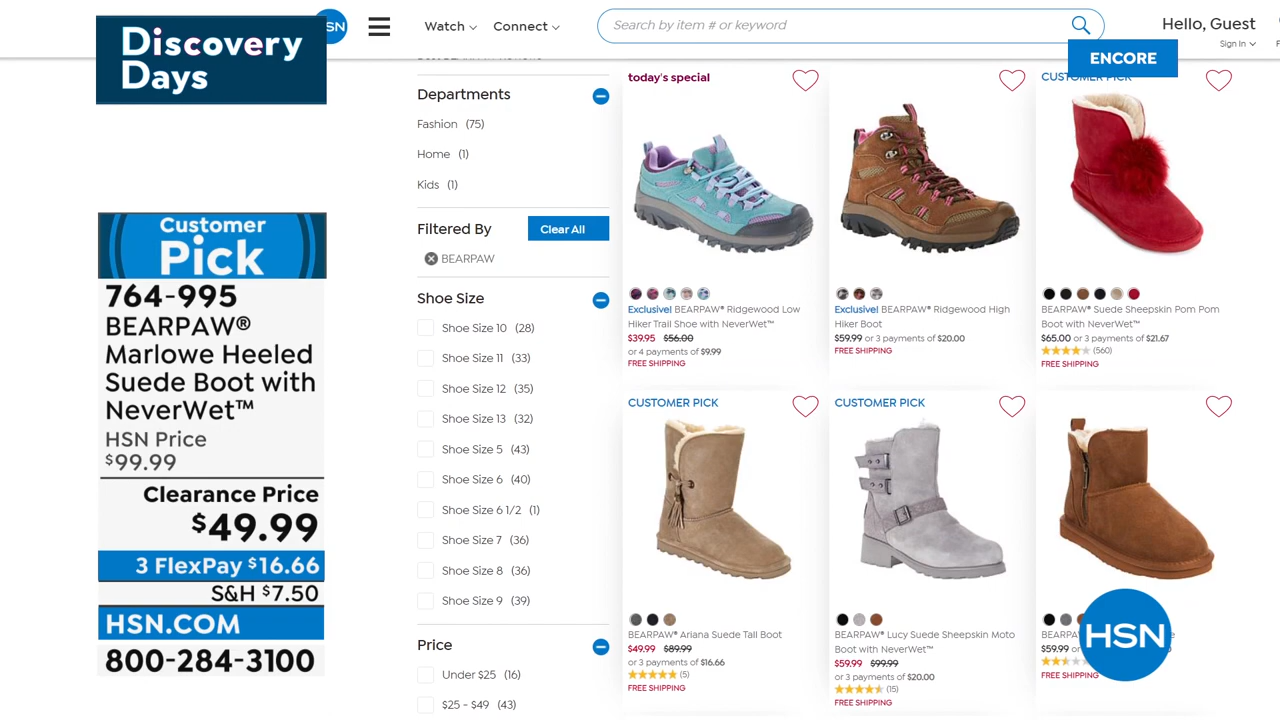 Discovery
Days
SN
Watch
Connect
Search by item # or keyword
Hello, Guest
Sign In
ENCORE
Customer
Pick
764-995
BEARPAW®
Marlowe Heeled
Suede Boot with
NeverWet™
HSN Price
$99.99
Clearance Price
$49.99
3 FlexPay $16.66
S&H $7.50
HSN.COM
800-284-3100
Departments
Fashion (75)
Home (1)
Kids (1)
Filtered By
Clear All
BEARPAW
Shoe Size
Shoe Size 10 (28)
Shoe Size 11 (33)
Shoe Size 12 (35)
Shoe Size 13 (32)
Shoe Size 5 (43)
Shoe Size 6 (40)
Shoe Size 6 1/2 (1)
Shoe Size 7 (36)
Shoe Size 8 (36)
Shoe Size 9 (39)
Price
Under $25 (16)
$25 - $49 (43)
today's special
Exclusive! BEARPAW® Ridgewood Low
Hiker Trail Shoe with NeverWet™
$39.95 $56.00
or 4 payments of $9.99
FREE SHIPPING
Exclusive! BEARPAW® Ridgewood High
Hiker Boot
$59.99 or 3 payments of $20.00
FREE SHIPPING
CUSTOMER PICK
BEARPAW® Suede Sheepskin Pom Pom
Boot with NeverWet™
$65.00 or 3 payments of $21.67
(560)
FREE SHIPPING
CUSTOMER PICK
BEARPAW® Ariana Suede Tall Boot
$49.99 $89.99
or 3 payments of $16.66
(5)
FREE SHIPPING
CUSTOMER PICK
BEARPAW® Lucy Suede Sheepskin Moto
Boot with NeverWet™
$59.99 $99.99
or 3 payments of $20.00
(15)
FREE SHIPPING
$59.99 or
FREE SHIPPING
HSN